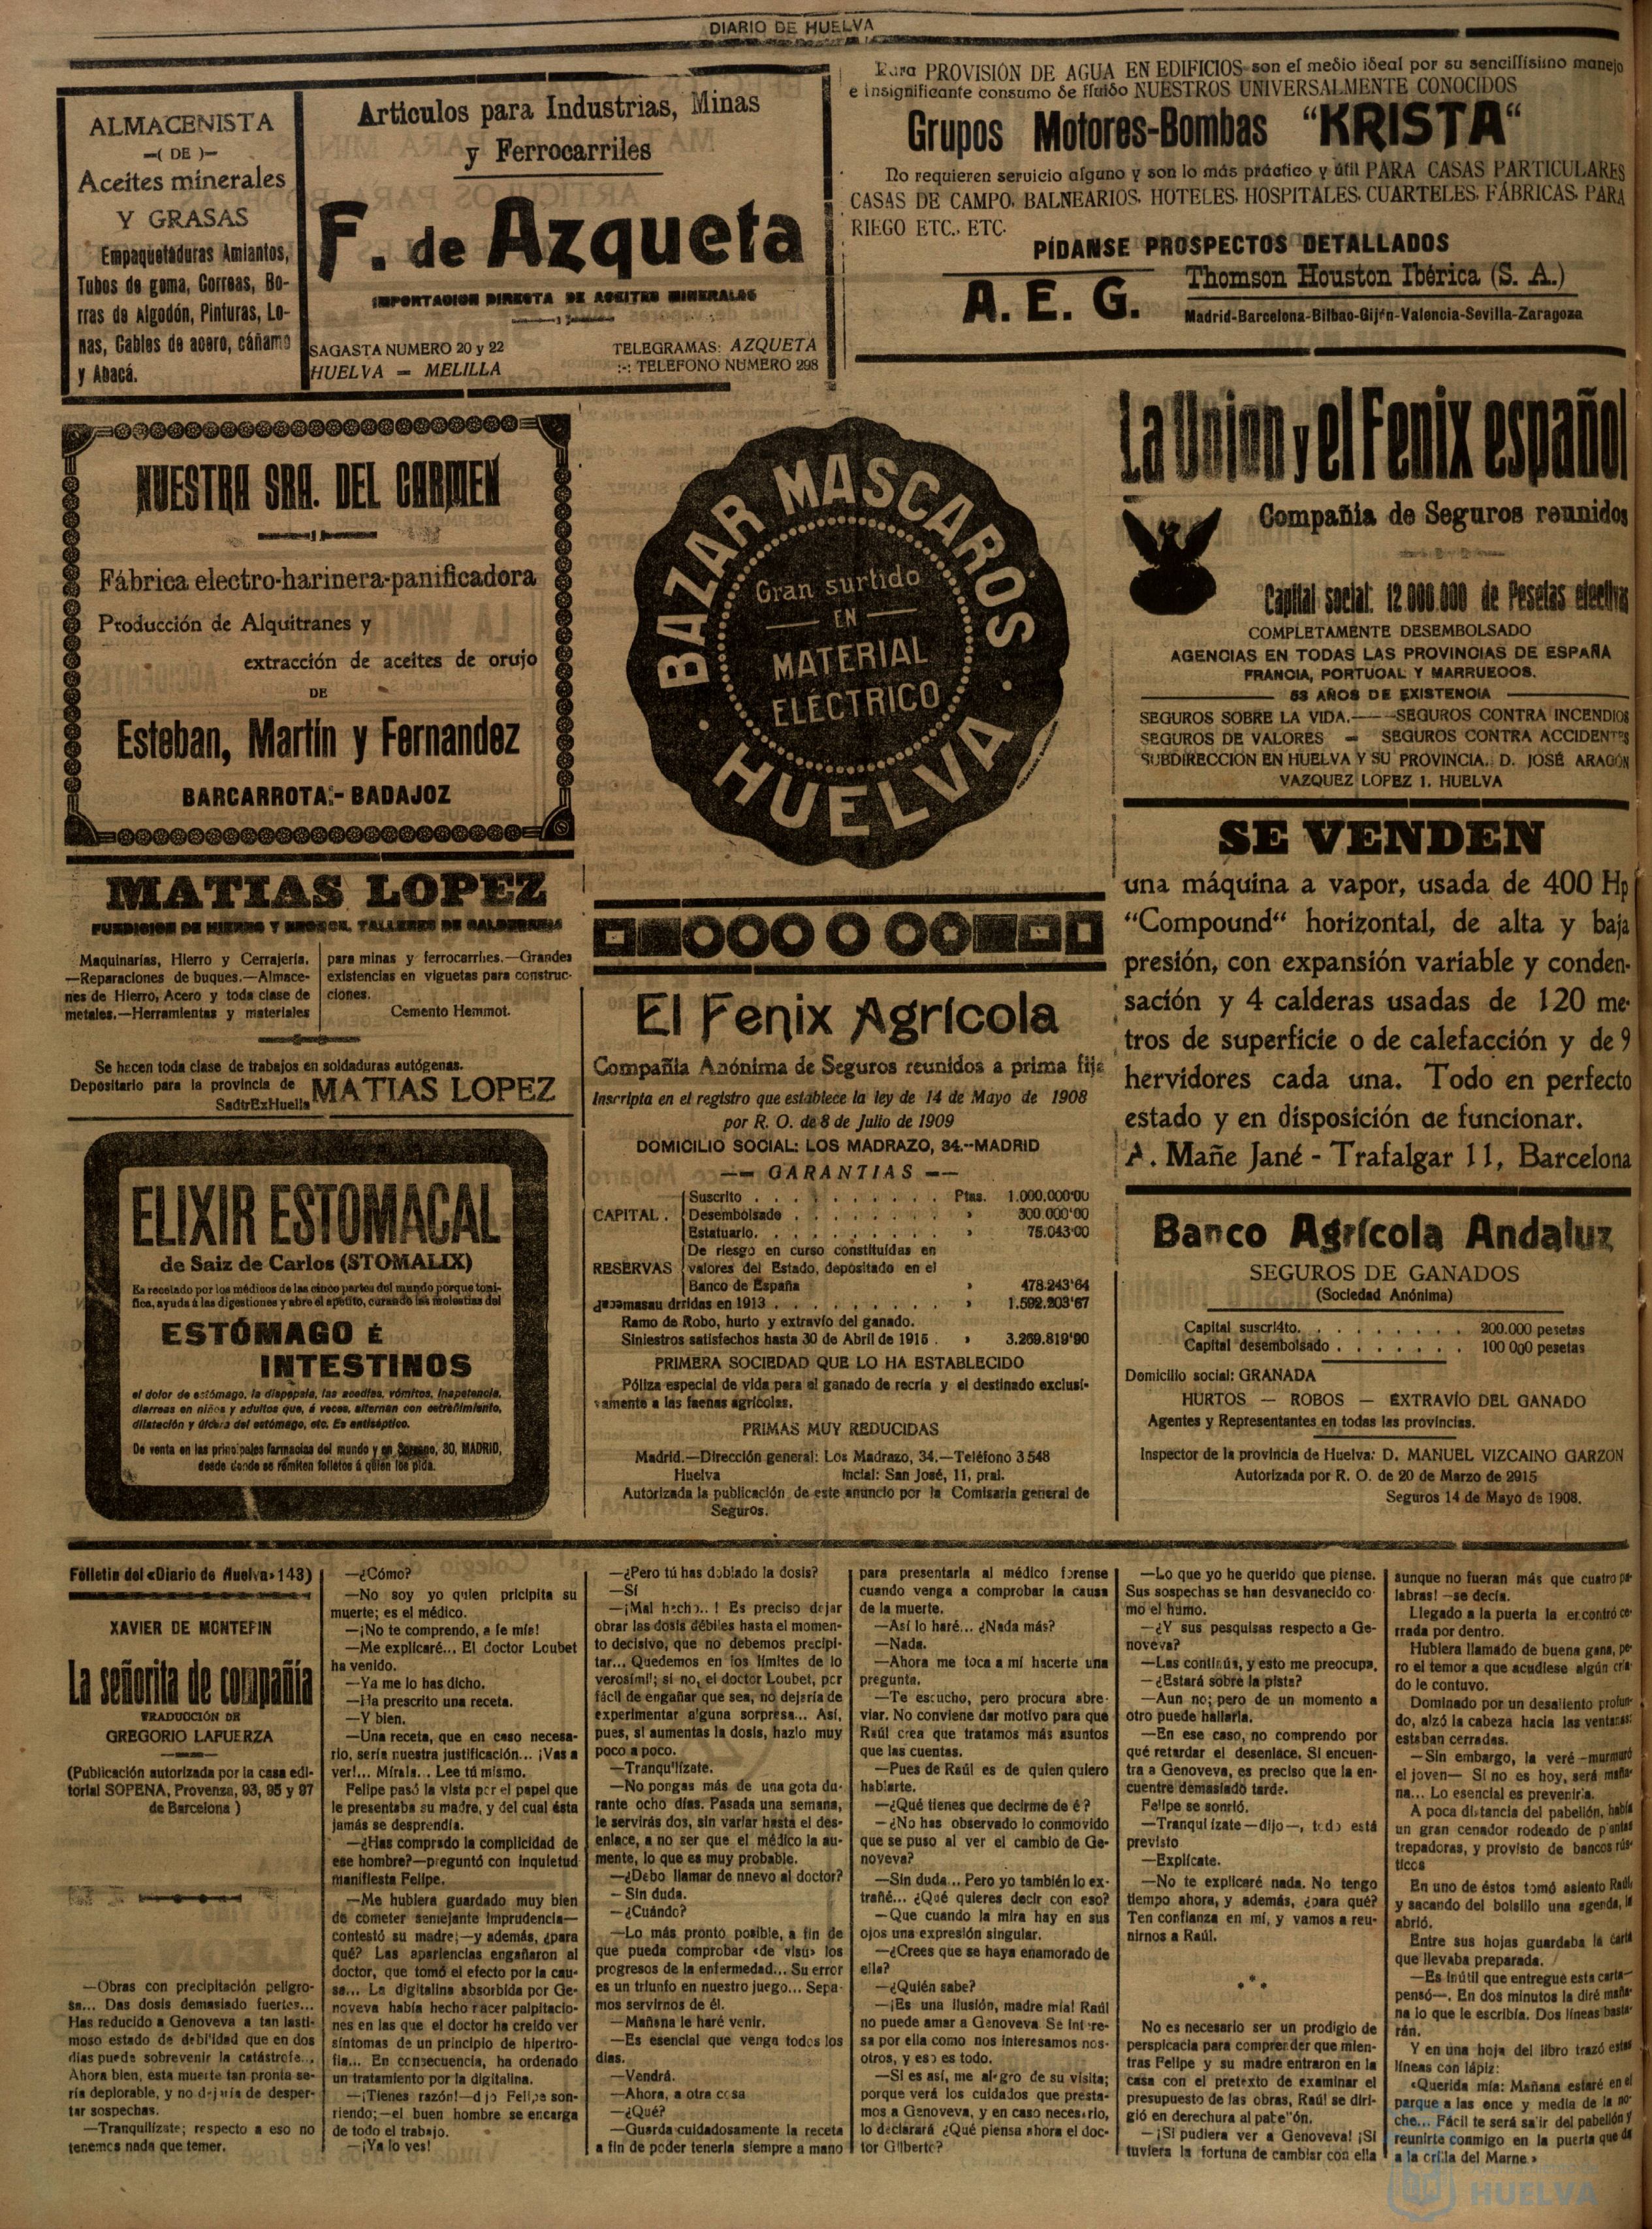 DIARIO DE HUELVA
ALMACENISTA
—( DE )—
Aceites minerales
Y GRASAS
Empaquetaduras Amiantos,
Tubos de goma, Correas, Bo-
rras de Algodón, Pinturas, Lo-
nas, Cables de acero, cáñamo
y Abacá.
Articulos para Industrias, Minas
y Ferrocarriles
F. de Azqueta
IMPORTACION DIRECTA DE ACEITES MINERALES
SAGASTA NUMERO 20 y 22
HUELVA — MELILLA
TELEGRAMAS: AZQUETA
:-: TELEFONO NUMERO 298
Para PROVISIÓN DE AGUA EN EDIFICIOS son el medio ideal por su sencillísimo manejo
e insignificante consumo de fluido NUESTROS UNIVERSALMENTE CONOCIDOS
Grupos Motores-Bombas "KRISTA"
No requieren servicio alguno y son lo más práctico y útil PARA CASAS PARTICULARES
CASAS DE CAMPO, BALNEARIOS, HOTELES, HOSPITALES, CUARTELES, FÁBRICAS, PARA
RIEGO ETC., ETC.
PÍDANSE PROSPECTOS DETALLADOS
A. E. G.
Thomson Houston Ibérica (S. A.)
Madrid-Barcelona-Bilbao-Gijón-Valencia-Sevilla-Zaragoza
NUESTRA SRA. DEL CARMEN
Fábrica electro-harinera-panificadora
Producción de Alquitranes y
extracción de aceites de orujo
DE
Esteban, Martín y Fernandez
BARCARROTA:- BADAJOZ
BAZAR MASCAROS
Gran surtido
EN
MATERIAL
ELÉCTRICO
HUELVA
La Union y el Fenix español
Compañia de Seguros reunidos
Capital social: 12.000.000 de Pesetas efectivas
COMPLETAMENTE DESEMBOLSADO
AGENCIAS EN TODAS LAS PROVINCIAS DE ESPAÑA
FRANCIA, PORTUGAL Y MARRUECOS.
53 AÑOS DE EXISTENCIA
SEGUROS SOBRE LA VIDA.—SEGUROS CONTRA INCENDIOS
SEGUROS DE VALORES — SEGUROS CONTRA ACCIDENTES
SUBDIRECCIÓN EN HUELVA Y SU PROVINCIA. D. JOSÉ ARAGÓN
VAZQUEZ LOPEZ 1. HUELVA
SE VENDEN
una máquina a vapor, usada de 400 Hp
"Compound" horizontal, de alta y baja
presión, con expansión variable y conden-
sación y 4 calderas usadas de 120 me-
tros de superficie o de calefacción y de 9
hervidores cada una. Todo en perfecto
estado y en disposición de funcionar.
A. Mañe Jané - Trafalgar 11, Barcelona
MATIAS LOPEZ
FUNDICION DE HIERRO Y BRONCE, TALLERES DE CALDERERIA
Maquinarias, Hierro y Cerrajería.
—Reparaciones de buques.—Almace-
nes de Hierro, Acero y toda clase de
metales.—Herramientas y materiales
para minas y ferrocarriles.—Grandes
existencias en viguetas para construc-
ciones.
Cemento Hemmot.
Se hecen toda clase de trabajos en soldaduras autógenas.
Depositario para la provincia de
SadtrExHuella MATIAS LOPEZ
ELIXIR ESTOMACAL
de Saiz de Carlos (STOMALIX)
Es recetado por los médicos de las cinco partes del mundo porque toni-
fica, ayuda á las digestiones y abre el apetito, curando las molestias del
ESTÓMAGO É
INTESTINOS
el dolor de estómago, la dispepsia, las acedías, vómitos, inapetencia,
diarreas en niños y adultos que, á veces, alternan con estreñimiento,
dilatación y úlcera del estómago, etc. Es antiséptico.
De venta en las principales farmacias del mundo y en Serrano, 30, MADRID,
desde donde se remiten folletos á quien los pida.
El Fenix Agrícola
Compañia Anónima de Seguros reunidos a prima fija
Inscripta en el registro que establece la ley de 14 de Mayo de 1908
por R. O. de 8 de Julio de 1909
DOMICILIO SOCIAL: LOS MADRAZO, 34.--MADRID
—— GARANTIAS ——
CAPITAL . Suscrito . . . . . . . . . . Ptas. 1.000.000'00
Desembolsado . . . . . . . . » 300.000'00
Estatuario. . . . . . . . . . » 75.043'00
RESERVAS De riesgo en curso constituídas en
valores del Estado, depositado en el
Banco de España » 478.243'64
drridas en 1913 . . . . . . . . . » 1.592.203'67
Ramo de Robo, hurto y extravío del ganado.
Siniestros satisfechos hasta 30 de Abril de 1915 . » 3.269.819'90
PRIMERA SOCIEDAD QUE LO HA ESTABLECIDO
Póliza especial de vida para el ganado de recría y el destinado exclusi-
vamente a las faenas agrícolas.
PRIMAS MUY REDUCIDAS
Madrid.—Dirección general: Los Madrazo, 34.—Teléfono 3 548
Huelva Incial: San José, 11, pral.
Autorizada la publicación de este anuncio por la Comisaría general de
Seguros.
Banco Agrícola Andaluz
SEGUROS DE GANADOS
(Sociedad Anónima)
Capital suscri4to. . . . . . . . . 200.000 pesetas
Capital desembolsado . . . . . . . 100 000 pesetas
Domicilio social: GRANADA
HURTOS — ROBOS — EXTRAVÍO DEL GANADO
Agentes y Representantes en todas las provincias.
Inspector de la provincia de Huelva: D. MANUEL VIZCAINO GARZON
Autorizada por R. O. de 20 de Marzo de 2915
Seguros 14 de Mayo de 1908.
Folletin del «Diario de Huelva» 143)
XAVIER DE MONTEPIN
La señorita de compañía
TRADUCCIÓN DE
GREGORIO LAFUERZA
(Publicación autorizada por la casa edi-
torial SOPENA, Provenza, 93, 95 y 97
de Barcelona )
—Obras con precipitación peligro-
sa... Das dosis demasiado fuertes...
Has reducido a Genoveva a tan lasti-
moso estado de debilidad que en dos
días puede sobrevenir la catástrofe...
Ahora bien, esta muerte tan pronta se-
ría deplorable, y no dejaría de desper-
tar sospechas.
—Tranquilízate; respecto a eso no
tenemos nada que temer.
—¿Cómo?
—No soy yo quien pricipita su
muerte; es el médico.
—¡No te comprendo, a fe mía!
—Me explicaré... El doctor Loubet
ha venido.
—Ya me lo has dicho.
—Ha prescrito una receta.
—Y bien.
—Una receta, que en caso necesa-
rio, sería nuestra justificación... ¡Vas a
ver!... Mírala... Lee tú mismo.
Felipe pasó la vista por el papel que
le presentaba su madre, y del cual ésta
jamás se desprendía.
—¿Has comprado la complicidad de
ese hombre?—preguntó con inquietud
manifiesta Felipe.
—Me hubiera guardado muy bien
de cometer semejante imprudencia—
contestó su madre;—y además, ¿para
qué? Las apariencias engañaron al
doctor, que tomó el efecto por la cau-
sa... La digitalina absorbida por Ge-
noveva había hecho nacer palpitacio-
nes en las que el doctor ha creído ver
síntomas de un principio de hipertro-
fia... En consecuencia, ha ordenado
un tratamiento por la digitalina.
—¡Tienes razón!—dijo Felipe son-
riendo;—el buen hombre se encarga
de todo el trabajo.
—¡Ya lo ves!
—¿Pero tú has doblado la dosis?
—Sí
—¡Mal hecho.. ! Es preciso dejar
obrar las dosis débiles hasta el momen-
to decisivo, que no debemos precipi-
tar... Quedemos en los límites de lo
verosímil; si no, el doctor Loubet, por
fácil de engañar que sea, no dejaría de
experimentar alguna sorpresa... Así,
pues, si aumentas la dosis, hazlo muy
poco a poco.
—Tranquilízate.
—No pongas más de una gota du-
rante ocho días. Pasada una semana,
le servirás dos, sin variar hasta el des-
enlace, a no ser que el médico la au-
mente, lo que es muy probable.
—¿Debo llamar de nnevo al doctor?
—Sin duda.
—¿Cuándo?
—Lo más pronto posible, a fin de
que pueda comprobar «de visu» los
progresos de la enfermedad... Su error
es un triunfo en nuestro juego... Sepa-
mos servirnos de él.
—Mañana le haré venir.
—Es esencial que venga todos los
días.
—Vendrá.
—Ahora, a otra cosa
—¿Qué?
—Guarda cuidadosamente la receta
a fin de poder tenerla siempre a mano
para presentarla al médico forense
cuando venga a comprobar la causa
de la muerte.
—Así lo haré... ¿Nada más?
—Nada.
—Ahora me toca a mí hacerte una
pregunta.
—Te escucho, pero procura abre-
viar. No conviene dar motivo para que
Raúl crea que tratamos más asuntos
que las cuentas.
—Pues de Raúl es de quien quiero
hablarte.
—¿Qué tienes que decirme de é ?
—¿No has observado lo conmovido
que se puso al ver el cambio de Ge-
noveva?
—Sin duda... Pero yo también lo ex-
trañé... ¿Qué quieres decir con eso?
—Que cuando la mira hay en sus
ojos una expresión singular.
—¿Crees que se haya enamorado de
ella?
—¿Quién sabe?
—¡Es una ilusión, madre mía! Raúl
no puede amar a Genoveva Se intere-
sa por ella como nos interesamos nos-
otros, y eso es todo.
—Si es así, me alegro de su visita;
porque verá los cuidados que presta-
mos a Genoveva, y en caso necesario,
lo declarará ¿Qué piensa ahora el doc-
tor Gilberto?
—Lo que yo he querido que piense.
Sus sospechas se han desvanecido co-
mo el humo.
—¿Y sus pesquisas respecto a Ge-
noveva?
—Las continúa, y esto me preocupa.
—¿Estará sobre la pista?
—Aun no; pero de un momento a
otro puede hallarla.
—En ese caso, no comprendo por
qué retardar el desenlace. Si encuen-
tra a Genoveva, es preciso que la en-
cuentre demasiado tarde.
Felipe se sonrió.
—Tranquilízate—dijo—, todo está
previsto
—Explícate.
—No te explicaré nada. No tengo
tiempo ahora, y además, ¿para qué?
Ten confianza en mí, y vamos a reu-
nirnos a Raúl.
***
No es necesario ser un prodigio de
perspicacia para comprender que mien-
tras Felipe y su madre entraron en la
casa con el pretexto de examinar el
presupuesto de las obras, Raúl se diri-
gió en derechura al pabellón.
—¡Si pudiera ver a Genoveva! ¡Si
tuviera la fortuna de cambiar con ella
aunque no fueran más que cuatro pa-
labras!—se decía.
Llegado a la puerta la encontró ce-
rrada por dentro.
Hubiera llamado de buena gana, pe-
ro el temor a que acudiese algún cria-
do le contuvo.
Dominado por un desaliento profun-
do, alzó la cabeza hacia las ventanas:
estaban cerradas.
—Sin embargo, la veré—murmuró
el joven— Si no es hoy, será maña-
na... Lo esencial es prevenirla.
A poca distancia del pabellón, había
un gran cenador rodeado de plantas
trepadoras, y provisto de bancos rús-
ticos
En uno de éstos tomó asiento Raúl,
y sacando del bolsillo una agenda, la
abrió.
Entre sus hojas guardaba la carta
que llevaba preparada.
—Es inútil que entregue esta carta—
pensó—. En dos minutos la diré maña-
na lo que le escribía. Dos líneas basta-
rán.
Y en una hoja del libro trazó estas
líneas con lápiz:
«Querida mía: Mañana estaré en el
parque a las once y media de la no-
che... Fácil te será salir del pabellón y
reunirte conmigo en la puerta que da
a la orilla del Marne »
HUELVA